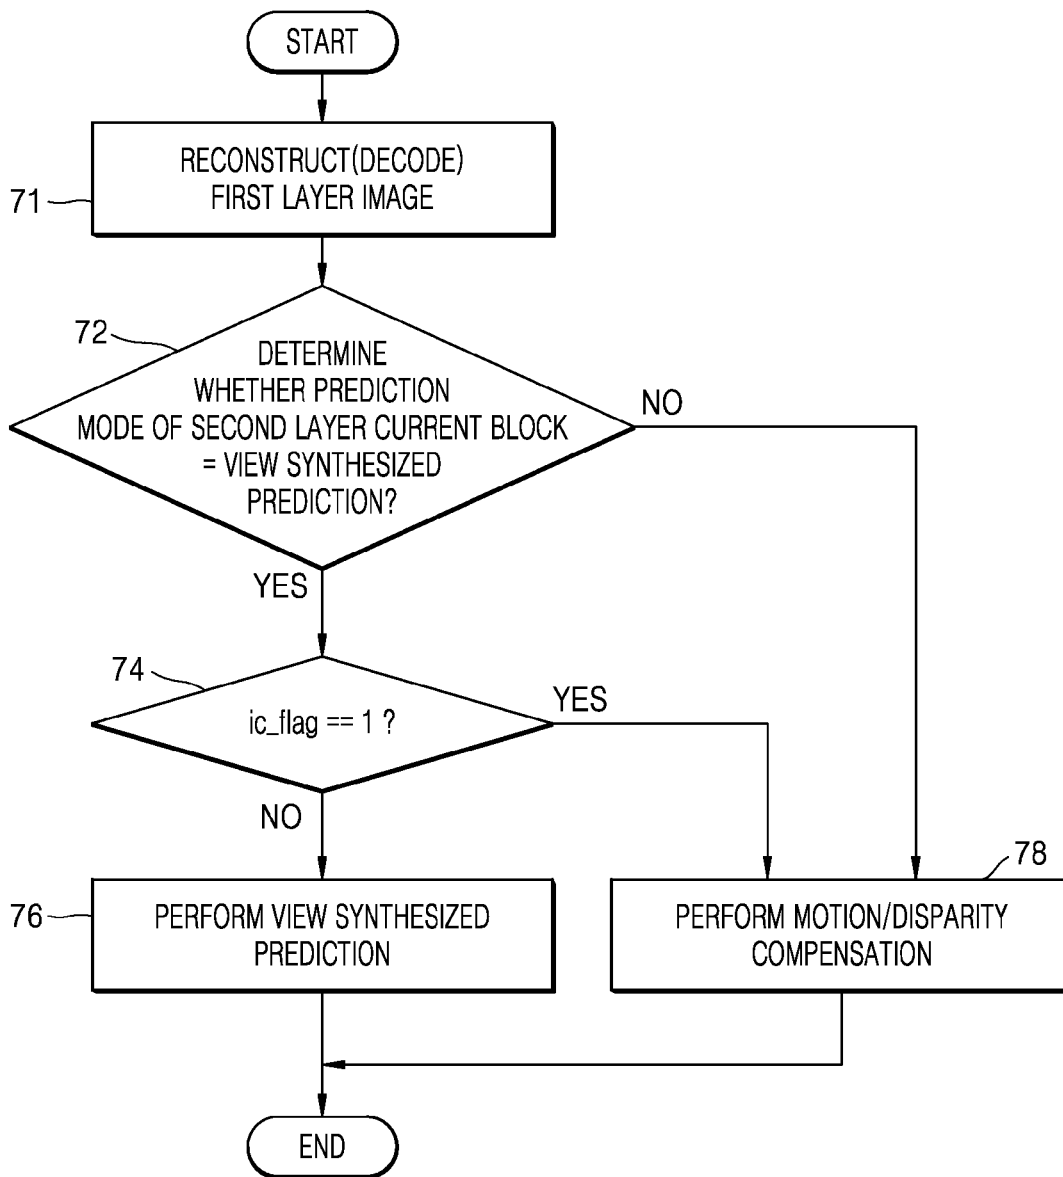 START
RECONSTRUCT(DECODE)
FIRST LAYER IMAGE
71
72
DETERMINE
WHETHER PREDICTION
MODE OF SECOND LAYER CURRENT BLOCK
= VIEW SYNTHESIZED
PREDICTION?
NO
YES
74
ic_flag == 1 ?
YES
NO
76
PERFORM VIEW SYNTHESIZED
PREDICTION
78
PERFORM MOTION/DISPARITY
COMPENSATION
END